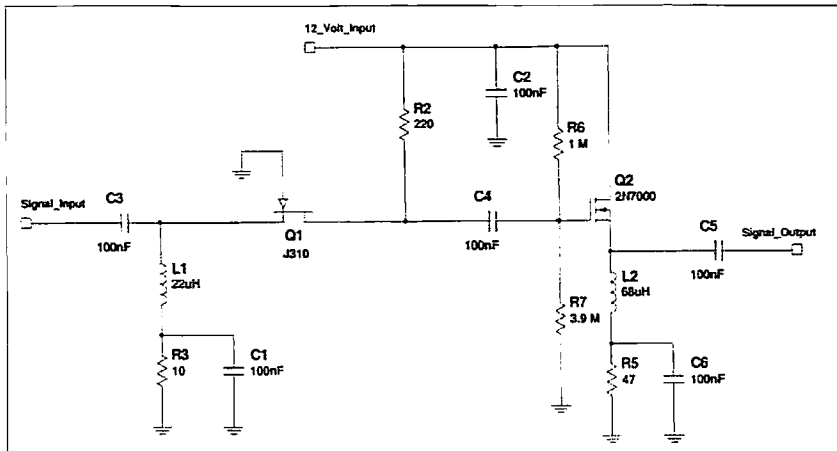 12_Volt_Input
C2
100nF
R2
220
R6
1 M
Q2
2N7000
Signal_Input
C3
100nF
Q1
J310
C4
100nF
C5
100nF
Signal_Output
L1
22uH
L2
68uH
R7
3.9 M
R3
10
C1
100nF
R5
47
C6
100nF